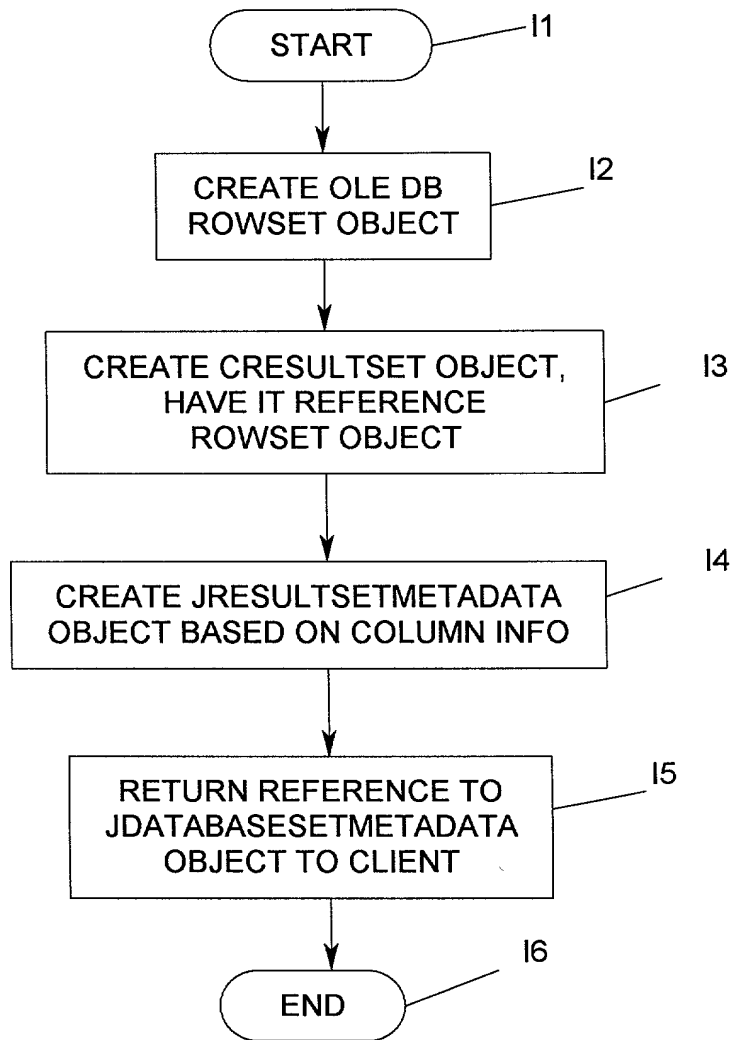 START
I1
CREATE OLE DB
ROWSET OBJECT
I2
CREATE CRESULTSET OBJECT,
HAVE IT REFERENCE
ROWSET OBJECT
I3
CREATE JRESULTSETMETADATA
OBJECT BASED ON COLUMN INFO
I4
RETURN REFERENCE TO
JDATABASESETMETADATA
OBJECT TO CLIENT
I5
END
I6